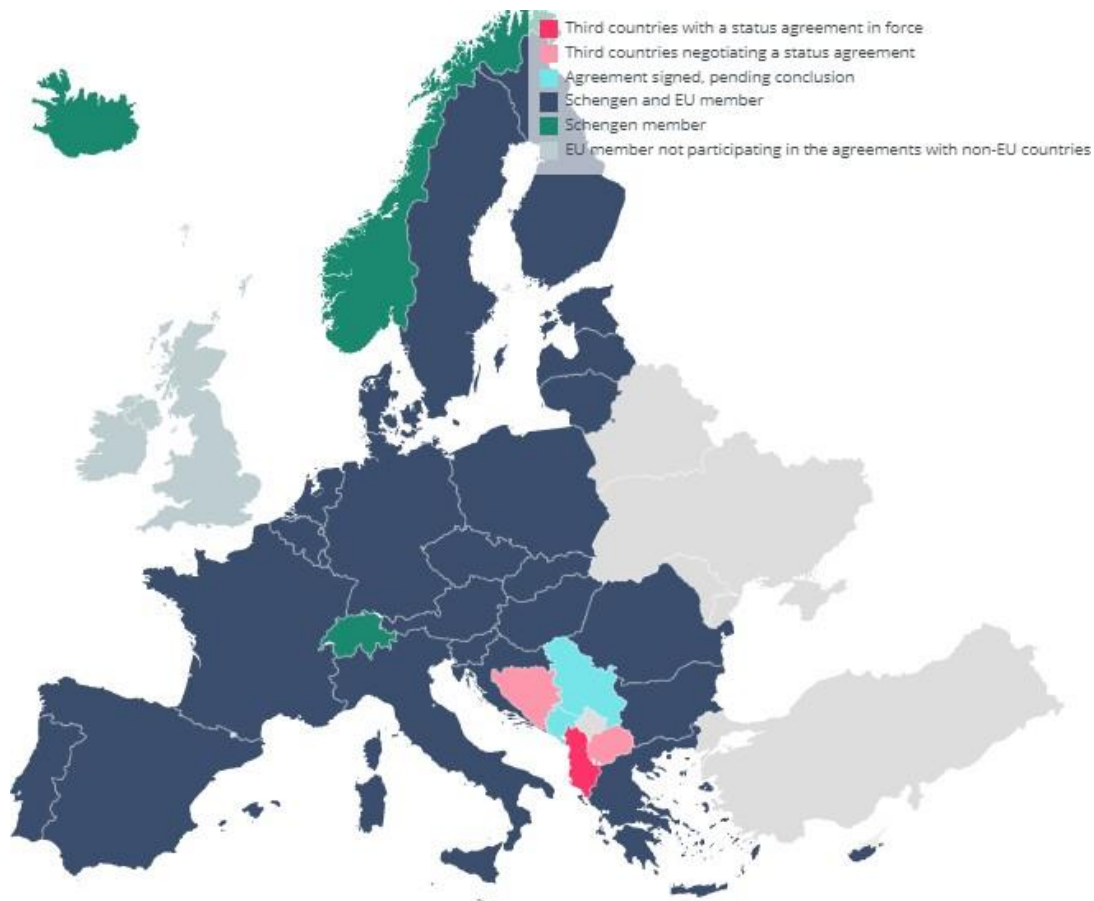 Third countries with a status agreement in force
Third countries negotiating a status agreement
Agreement signed, pending conclusion
Schengen and EU member
Schengen member
EU member not participating in the agreements with non-EU countries